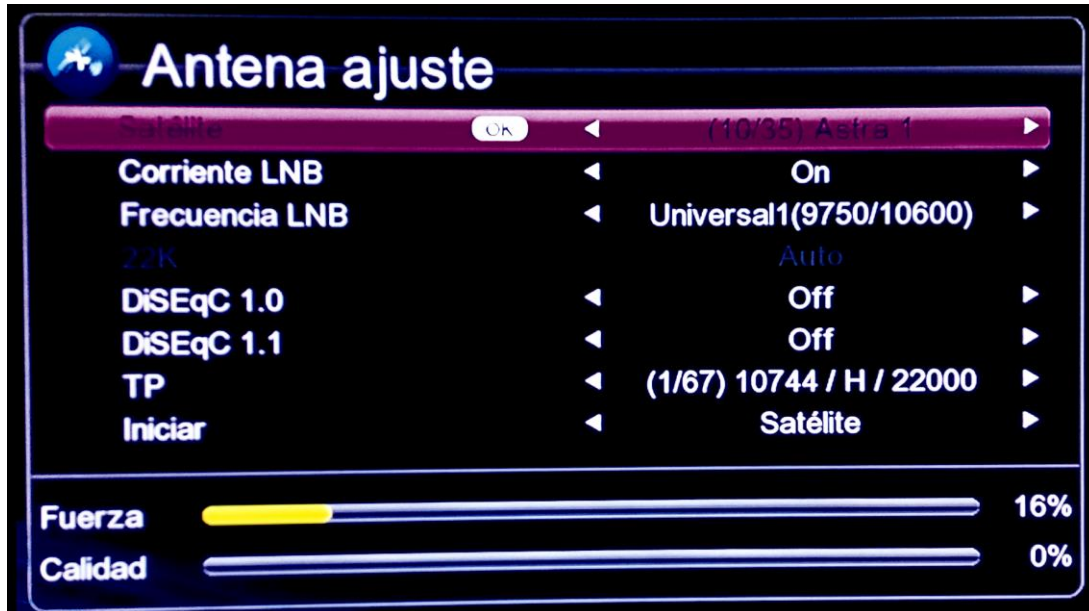 Antena ajuste
Satélite OK (10/35) Astra 1
Corriente LNB On
Frecuencia LNB Universal1(9750/10600)
22K Auto
DiSEqC 1.0 Off
DiSEqC 1.1 Off
TP (1/67) 10744 / H / 22000
Iniciar Satélite
Fuerza 16%
Calidad 0%